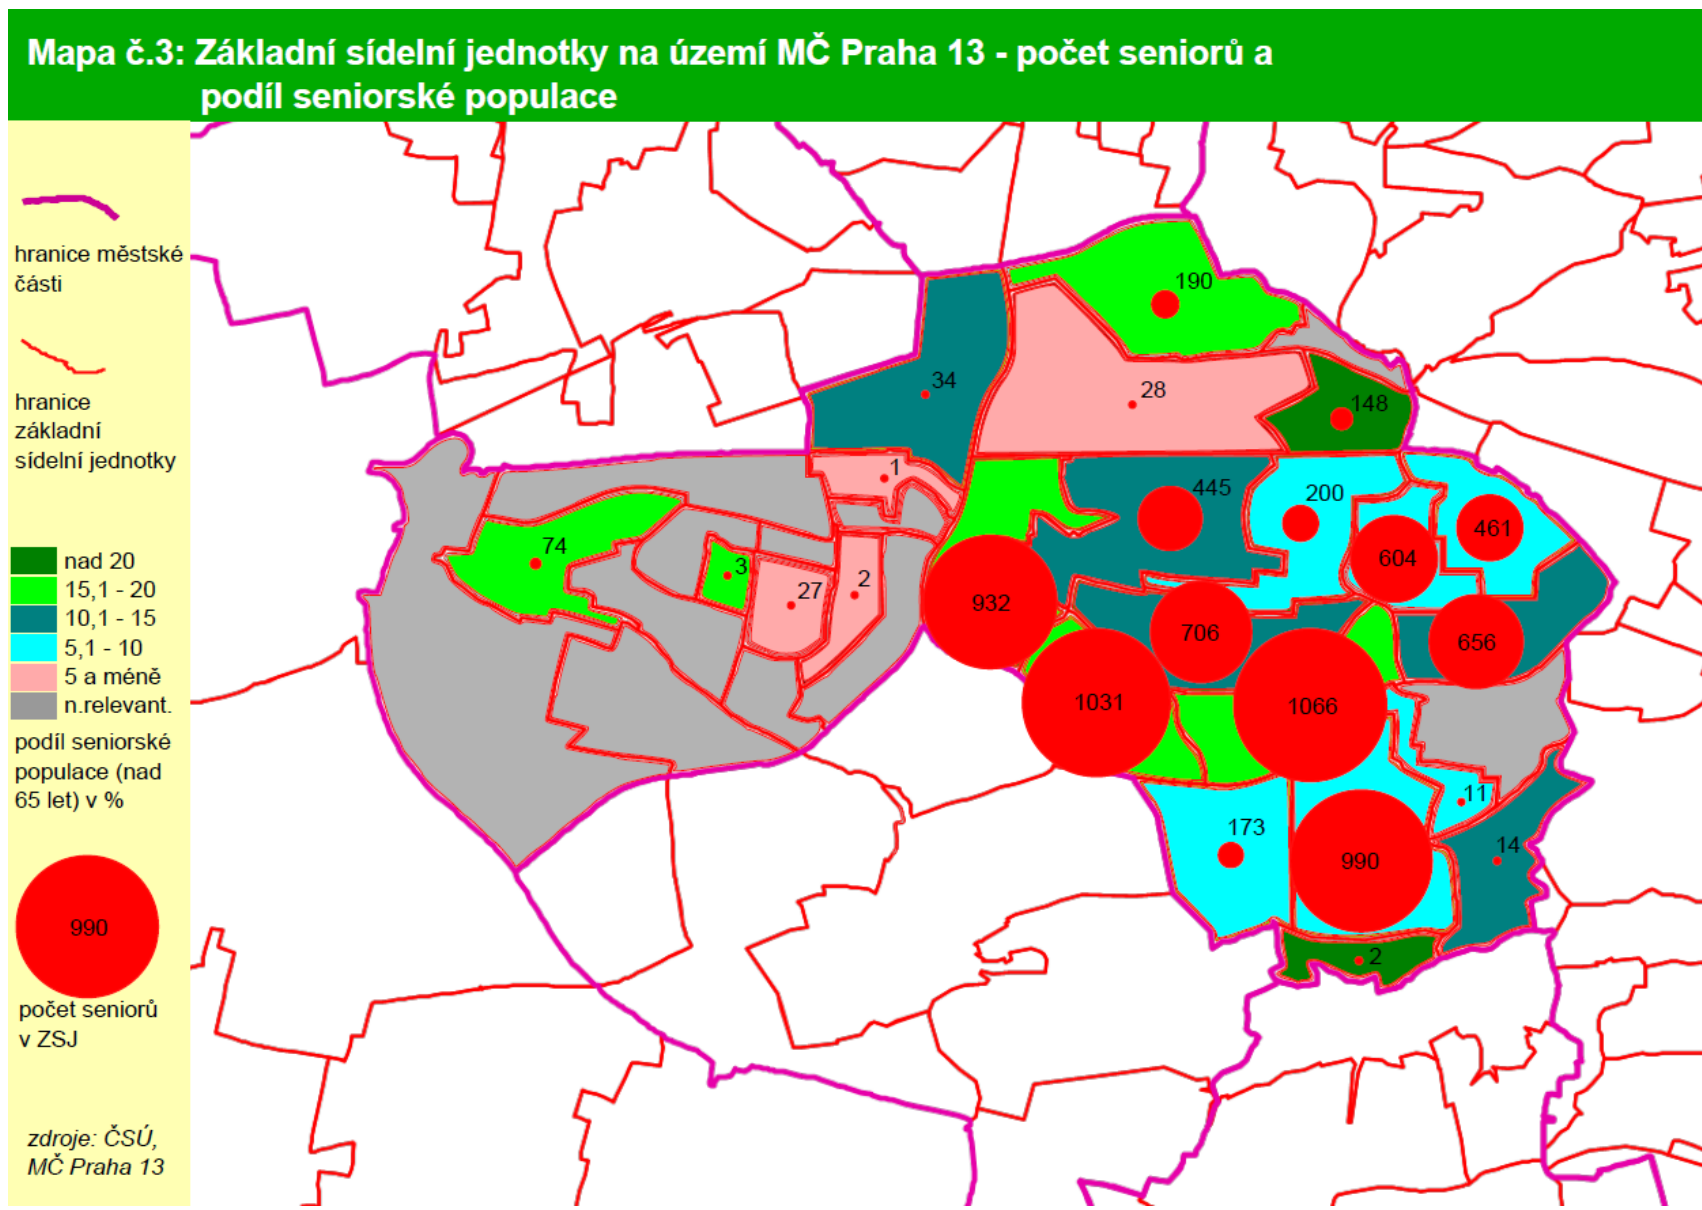 Mapa č.3: Základní sídelní jednotky na území MČ Praha 13 - počet seniorů a
podíl seniorské populace
hranice městské
části
hranice
základní
sídelní jednotky
nad 20
15,1 - 20
10,1 - 15
5,1 - 10
5 a méně
n.relevant.
podíl seniorské
populace (nad
65 let) v %
990
počet seniorů
v ZSJ
zdroje: ČSÚ,
MČ Praha 13
190
34
28
148
1
445
200
461
74
3
604
27
2
932
706
656
1031
1066
11
173
14
990
2